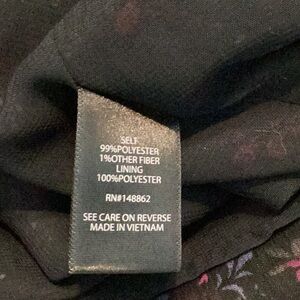 SELF
99%POLYESTER
1%OTHER FIBER
LINING
100%POLYESTER
RN#148862
SEE CARE ON REVERSE
MADE IN VIETNAM